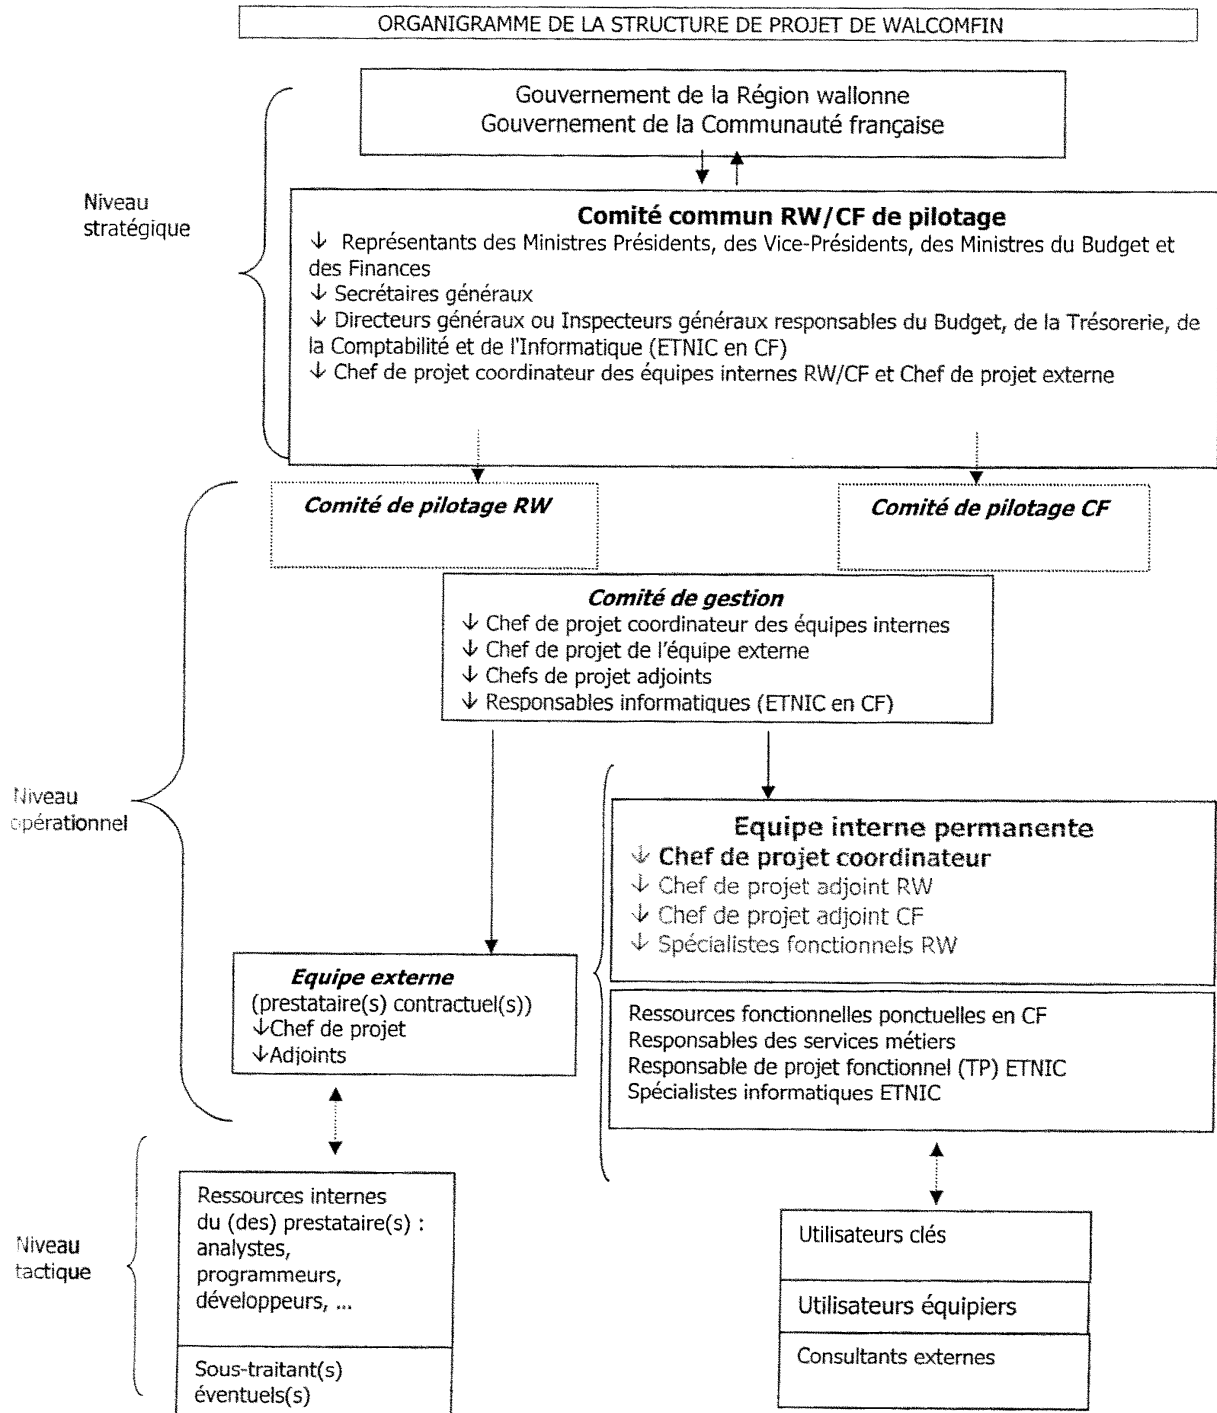 ORGANIGRAMME DE LA STRUCTURE DE PROJET DE WALCOMFIN
Gouvernement de la Région wallonne
Gouvernement de la Communauté française
Niveau
stratégique
Comité commun RW/CF de pilotage
↓ Représentants des Ministres Présidents, des Vice-Présidents, des Ministres du Budget et
des Finances
↓ Secrétaires généraux
↓ Directeurs généraux ou Inspecteurs généraux responsables du Budget, de la Trésorerie, de
la Comptabilité et de l'Informatique (ETNIC en CF)
↓ Chef de projet coordinateur des équipes internes RW/CF et Chef de projet externe
Comité de pilotage RW
Comité de pilotage CF
Comité de gestion
↓ Chef de projet coordinateur des équipes internes
↓ Chef de projet de l'équipe externe
↓ Chefs de projet adjoints
↓ Responsables informatiques (ETNIC en CF)
Niveau
opérationnel
Equipe interne permanente
↓ Chef de projet coordinateur
↓ Chef de projet adjoint RW
↓ Chef de projet adjoint CF
↓ Spécialistes fonctionnels RW
Equipe externe
(prestataire(s) contractuel(s))
↓Chef de projet
↓Adjoints
Ressources fonctionnelles ponctuelles en CF
Responsables des services métiers
Responsable de projet fonctionnel (TP) ETNIC
Spécialistes informatiques ETNIC
Niveau
tactique
Ressources internes
du (des) prestataire(s) :
analystes,
programmeurs,
développeurs, ...
Sous-traitant(s)
éventuels(s)
Utilisateurs clés
Utilisateurs équipiers
Consultants externes